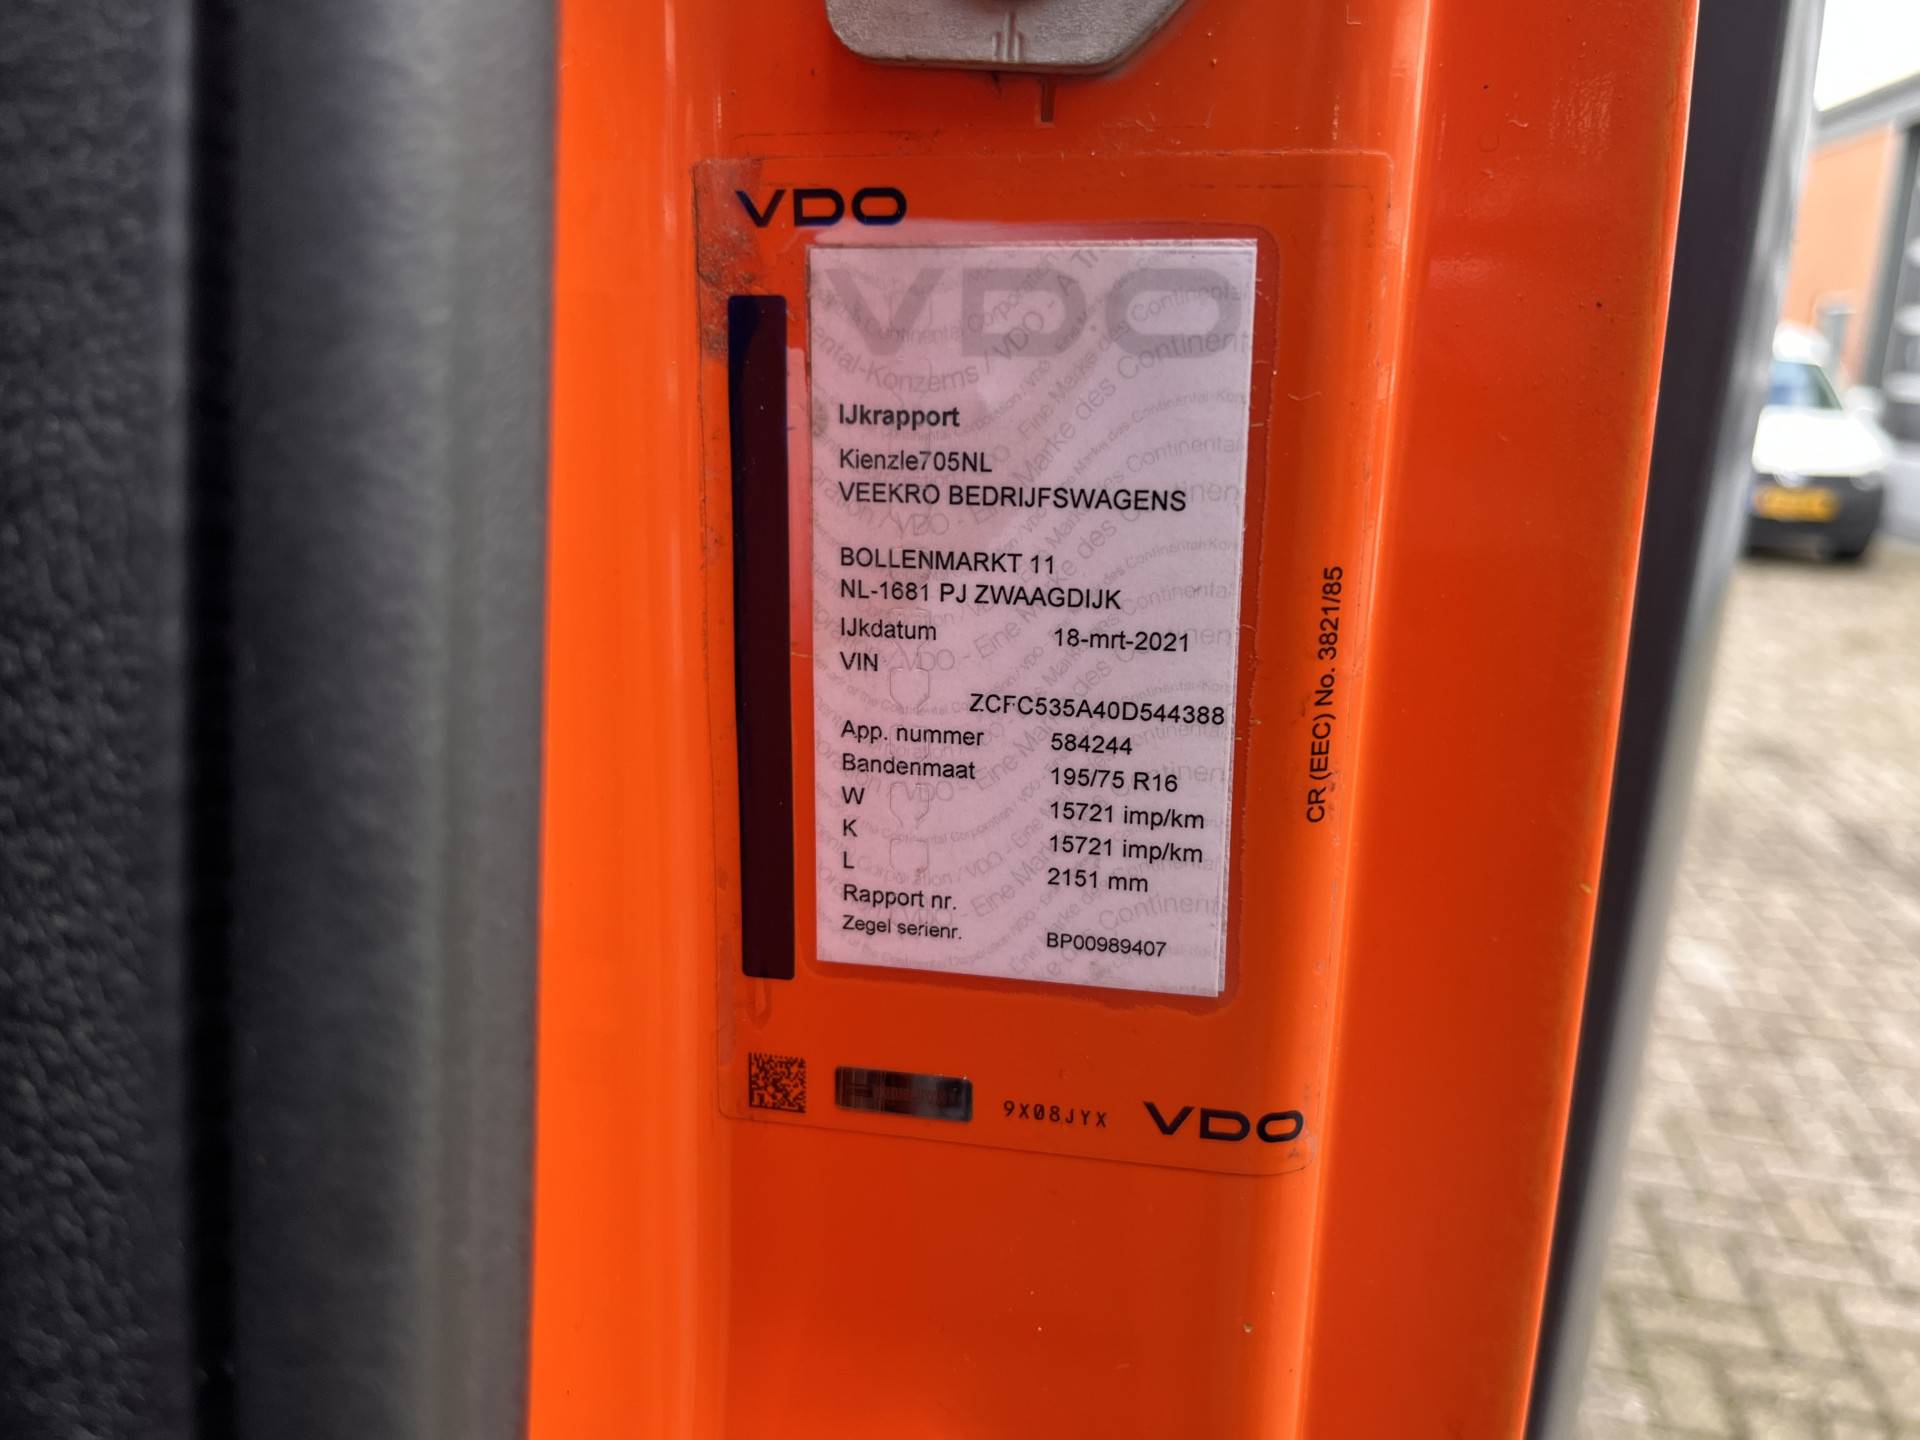 VDO
VDO
IJkrapport
Kienzle705NL
VEEKRO BEDRIJFSWAGENS
BOLLENMARKT 11
NL-1681 PJ ZWAAGDIJK
IJkdatum 18-mrt-2021
VIN
ZCFC535A40D544388
App. nummer 584244
Bandenmaat 195/75 R16
W 15721 imp/km
K 15721 imp/km
L 2151 mm
Rapport nr.
Zegel serienr. BP00989407
CR (EEC) No. 3821/85
9X08JYX
VDO